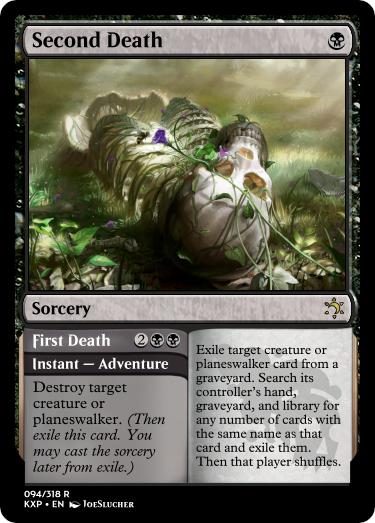 Second Death
Sorcery
First Death 2
Instant — Adventure
Destroy target
creature or
planeswalker. (Then
exile this card. You
may cast the sorcery
later from exile.)
Exile target creature or
planeswalker card from a
graveyard. Search its
controller's hand,
graveyard, and library for
any number of cards with
the same name as that
card and exile them.
Then that player shuffles.
094/318 R
KXP • EN JoeSlucher